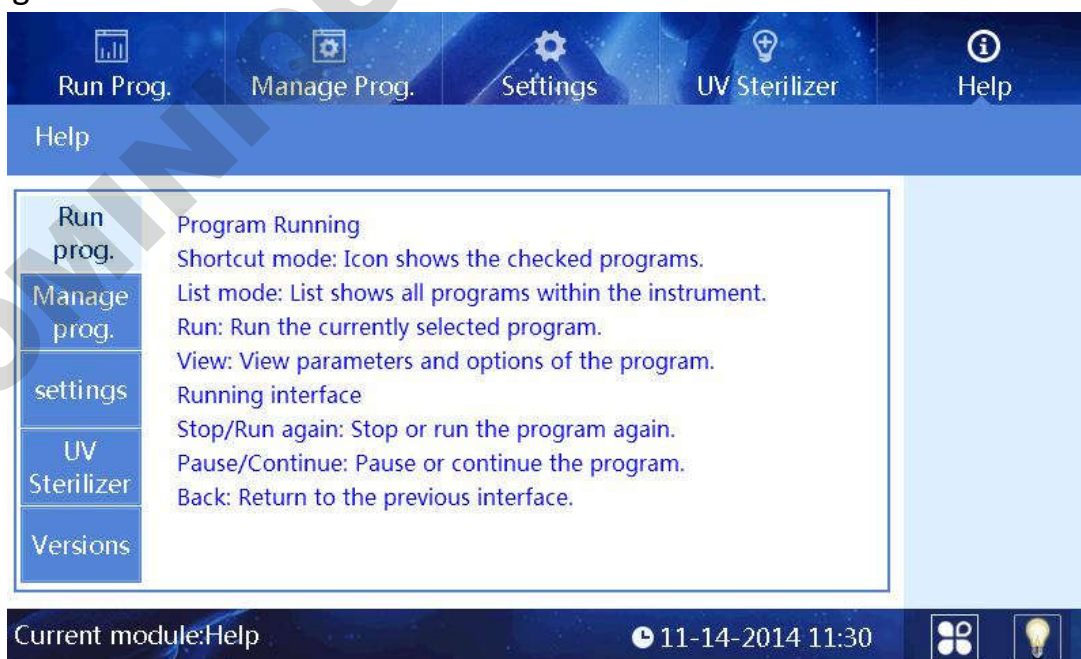 Run Prog.
Manage Prog.
Settings
UV Sterilizer
Help
Help
Run
prog.
Manage
prog.
settings
UV
Sterilizer
Versions
Program Running
Shortcut mode: Icon shows the checked programs.
List mode: List shows all programs within the instrument.
Run: Run the currently selected program.
View: View parameters and options of the program.
Running interface
Stop/Run again: Stop or run the program again.
Pause/Continue: Pause or continue the program.
Back: Return to the previous interface.
Current module:Help
11-14-2014 11:30